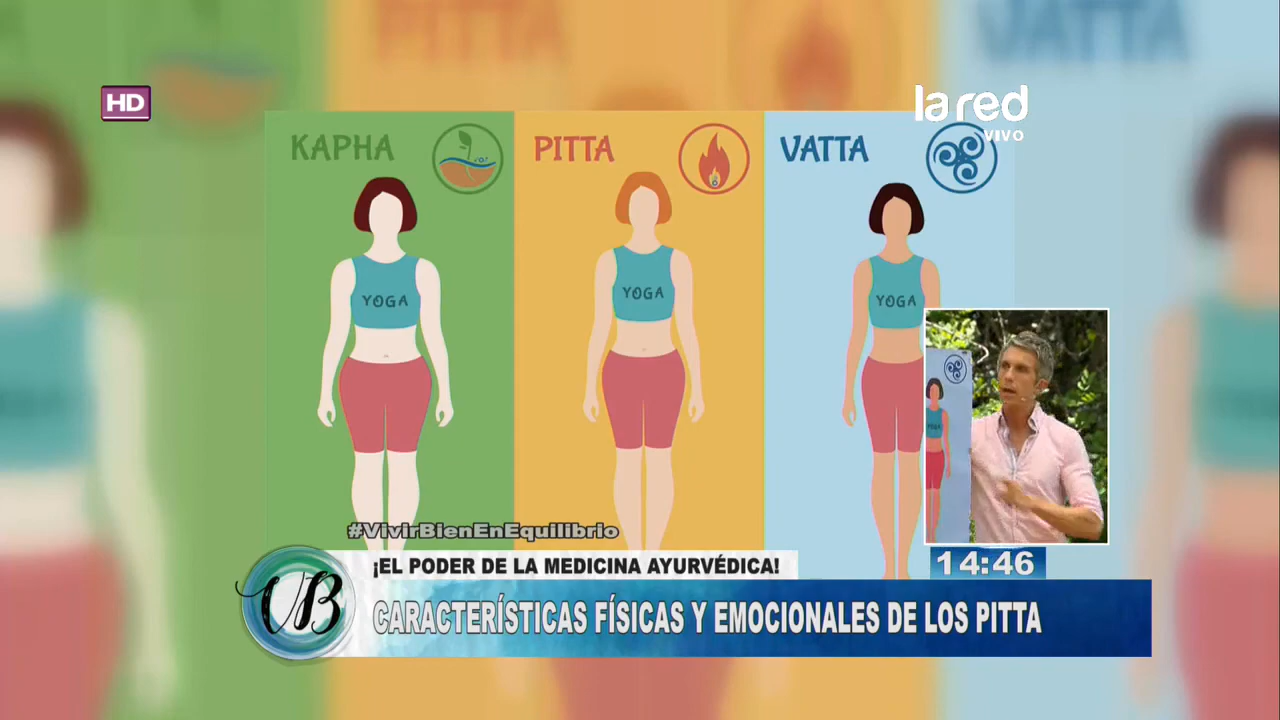 HD
la red
VIVO
KAPHA
PITTA
VATTA
YOGA
YOGA
YOGA
#VivirBienEnEquilibrio
¡EL PODER DE LA MEDICINA AYURVÉDICA!
14:46
VB
CARACTERÍSTICAS FÍSICAS Y EMOCIONALES DE LOS PITTA